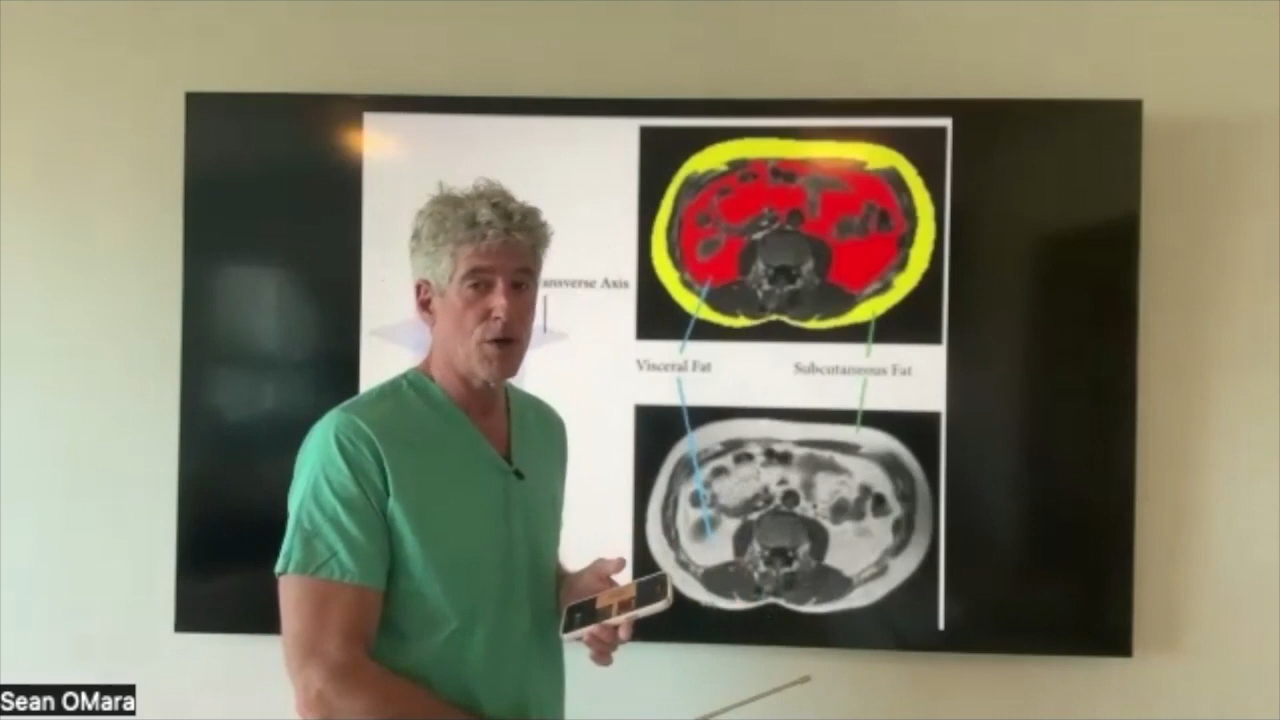 ansverse Axis
Visceral Fat
Subcutaneous Fat
Sean OMara